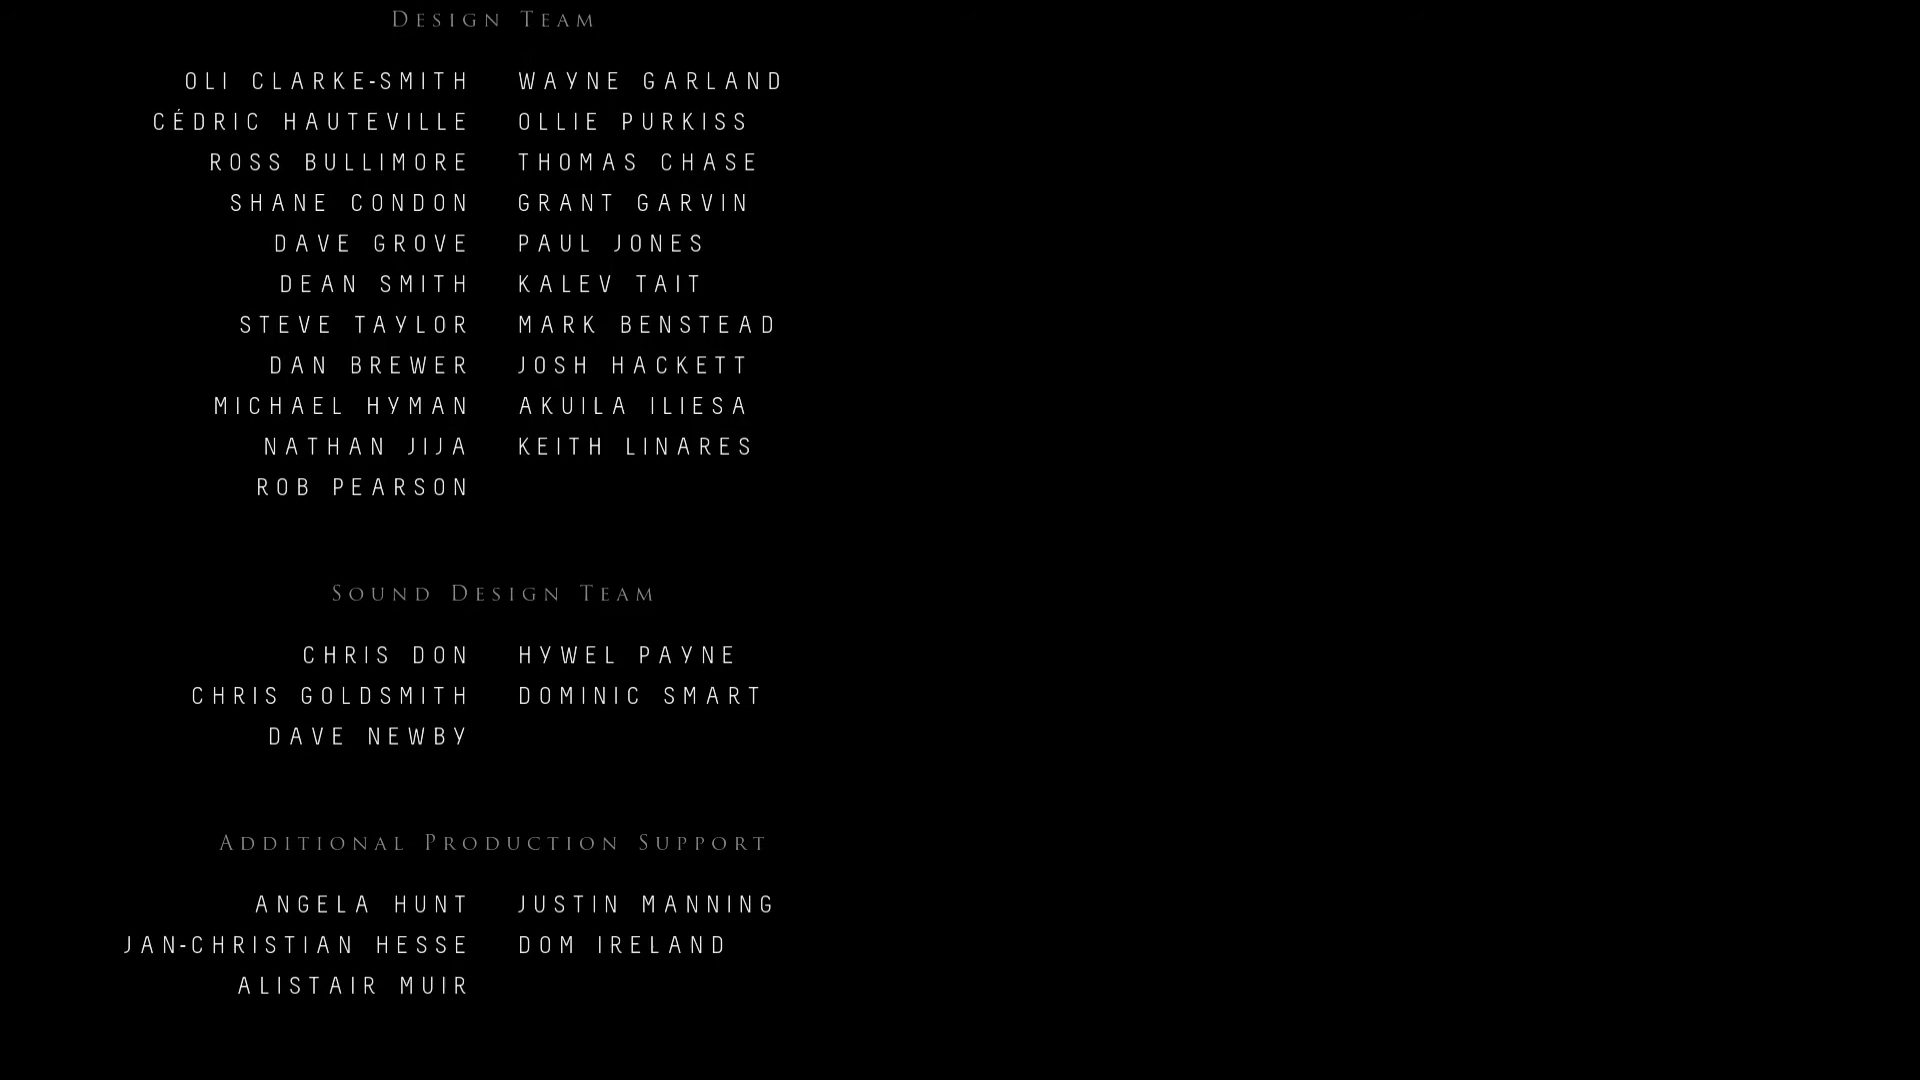 Design Team
OLI CLARKE-SMITH WAYNE GARLAND
CÉDRIC HAUTEVILLE OLLIE PURKISS
ROSS BULLIMORE THOMAS CHASE
SHANE CONDON GRANT GARVIN
DAVE GROVE PAUL JONES
DEAN SMITH KALEV TAIT
STEVE TAYLOR MARK BENSTEAD
DAN BREWER JOSH HACKETT
MICHAEL HYMAN AKUILA ILIESA
NATHAN JIJA KEITH LINARES
ROB PEARSON
Sound Design Team
CHRIS DON HYWEL PAYNE
CHRIS GOLDSMITH DOMINIC SMART
DAVE NEWBY
Additional Production Support
ANGELA HUNT JUSTIN MANNING
JAN-CHRISTIAN HESSE DOM IRELAND
ALISTAIR MUIR